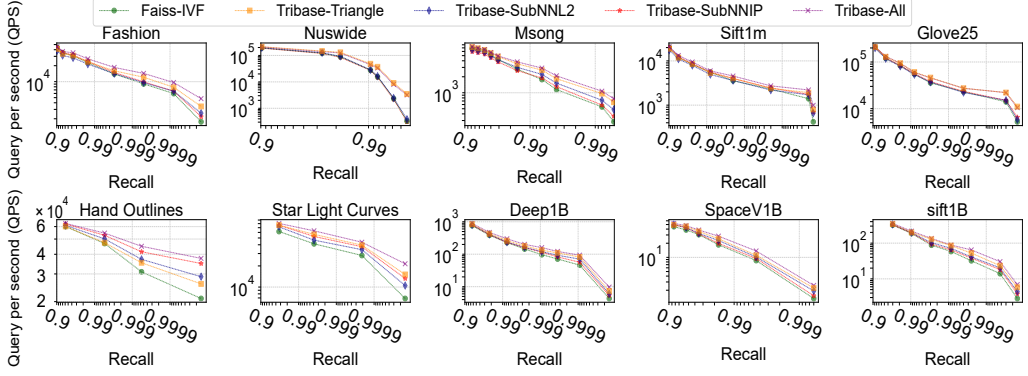 Faiss-IVF Tribase-Triangle Tribase-SubNNL2 Tribase-SubNNIP Tribase-All
Query per second (QPS)
Fashion
10^4
0.9 0.99 0.999 0.9999
Recall
Nuswide
10^5
10^4
10^3
10^2
0.9 0.99
Recall
Msong
10^3
0.9 0.99 0.999 0.9999
Recall
Sift1m
10^4
10^3
0.9 0.99 0.999 0.9999
Recall
Glove25
10^5
10^4
0.9 0.99 0.999 0.9999
Recall
Query per second (QPS)
× 10^4
Hand Outlines
6
4
3
2
0.9 0.99 0.999 0.9999
Recall
Star Light Curves
10^4
0.9 0.99 0.999 0.9999
Recall
Deep1B
10^3
10^2
10^1
0.9 0.99 0.999 0.9999
Recall
SpaceV1B
10^1
0.9 0.99 0.999
Recall
sift1B
10^2
10^1
0.9 0.99 0.999 0.9999
Recall